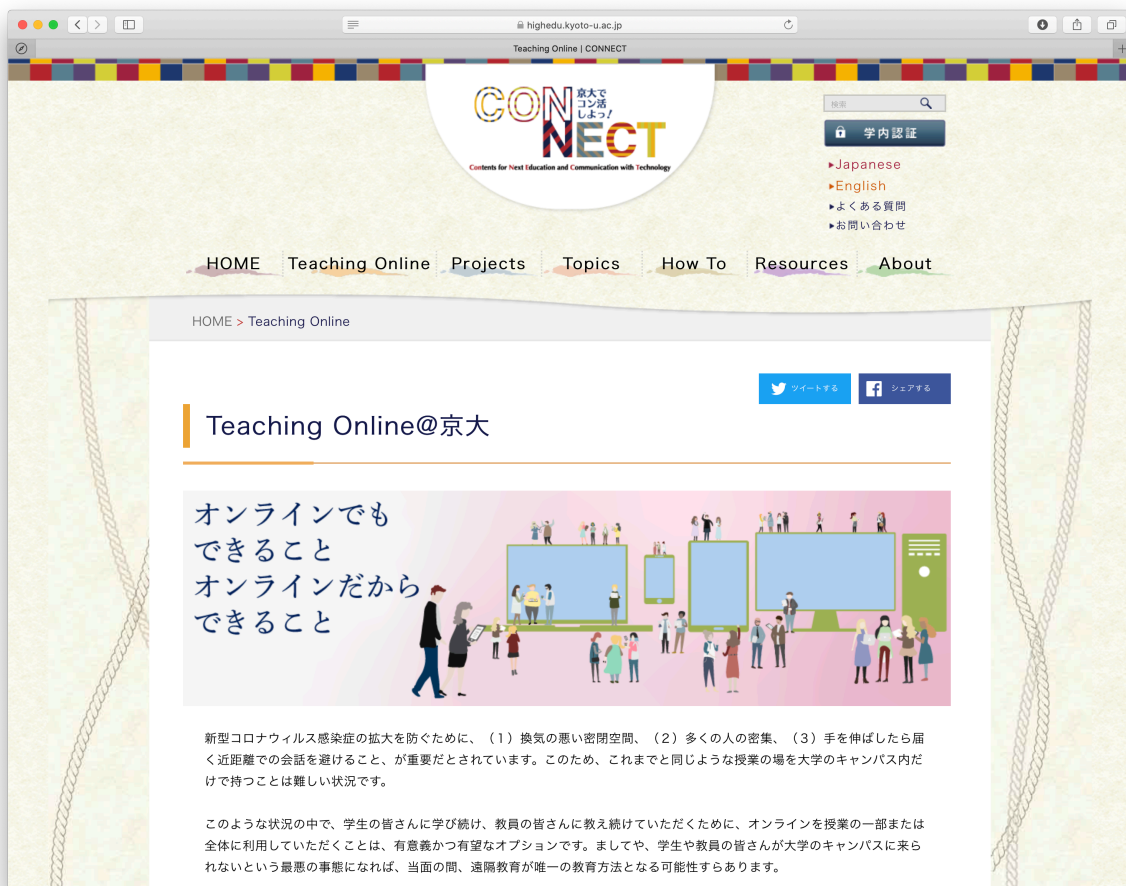 highedu.kyoto-u.ac.jp
Teaching Online | CONNECT
CONNECT
京大で
コン活
しよっ!
Contents for Next Education and Communication with Technology
検索
学内認証
Japanese
English
よくある質問
お問い合わせ
HOME Teaching Online Projects Topics How To Resources About
HOME > Teaching Online
ツイートする シェアする
Teaching Online@京大
オンラインでも
できること
オンラインだから
できること
新型コロナウィルス感染症の拡大を防ぐために、（1）換気の悪い密閉空間、（2）多くの人の密集、（3）手を伸ばしたら届
く近距離での会話を避けること、が重要だとされています。このため、これまでと同じような授業の場を大学のキャンパス内だ
けで持つことは難しい状況です。
このような状況の中で、学生の皆さんに学び続け、教員の皆さんに教え続けていただくために、オンラインを授業の一部または
全体に利用していただくことは、有意義かつ有望なオプションです。ましてや、学生や教員の皆さんが大学のキャンパスに来ら
れないという最悪の事態になれば、当面の間、遠隔教育が唯一の教育方法となる可能性すらあります。